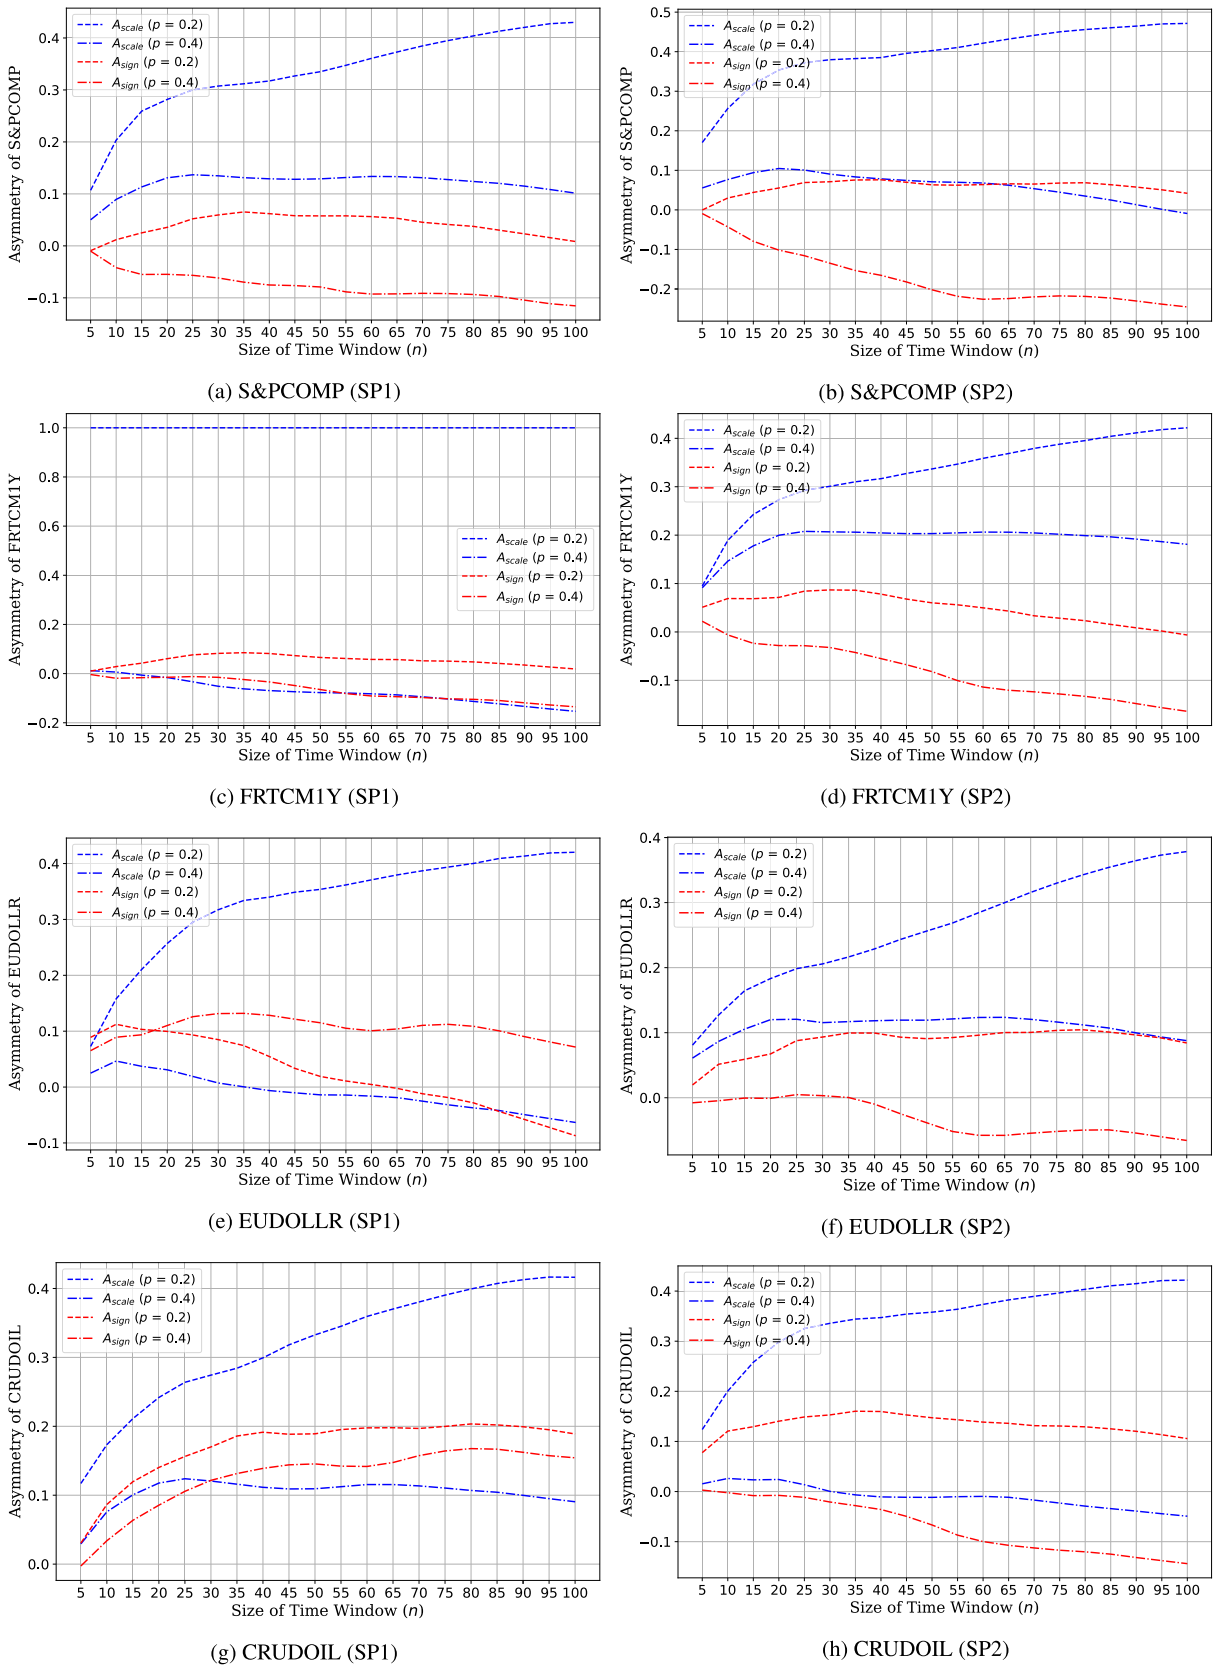 A_scale (p = 0.2)
A_scale (p = 0.4)
A_sign (p = 0.2)
A_sign (p = 0.4)
0.4
0.3
0.2
0.1
0.0
−0.1
Asymmetry of S&PCOMP
5 10 15 20 25 30 35 40 45 50 55 60 65 70 75 80 85 90 95 100
Size of Time Window (n)
(a) S&PCOMP (SP1)
A_scale (p = 0.2)
A_scale (p = 0.4)
A_sign (p = 0.2)
A_sign (p = 0.4)
0.5
0.4
0.3
0.2
0.1
0.0
−0.1
−0.2
Asymmetry of S&PCOMP
5 10 15 20 25 30 35 40 45 50 55 60 65 70 75 80 85 90 95 100
Size of Time Window (n)
(b) S&PCOMP (SP2)
1.0
0.8
0.6
0.4
0.2
0.0
−0.2
Asymmetry of FRTCM1Y
A_scale (p = 0.2)
A_scale (p = 0.4)
A_sign (p = 0.2)
A_sign (p = 0.4)
5 10 15 20 25 30 35 40 45 50 55 60 65 70 75 80 85 90 95 100
Size of Time Window (n)
(c) FRTCM1Y (SP1)
A_scale (p = 0.2)
A_scale (p = 0.4)
A_sign (p = 0.2)
A_sign (p = 0.4)
0.4
0.3
0.2
0.1
0.0
−0.1
Asymmetry of FRTCM1Y
5 10 15 20 25 30 35 40 45 50 55 60 65 70 75 80 85 90 95 100
Size of Time Window (n)
(d) FRTCM1Y (SP2)
A_scale (p = 0.2)
A_scale (p = 0.4)
A_sign (p = 0.2)
A_sign (p = 0.4)
0.4
0.3
0.2
0.1
0.0
−0.1
Asymmetry of EUDOLLR
5 10 15 20 25 30 35 40 45 50 55 60 65 70 75 80 85 90 95 100
Size of Time Window (n)
(e) EUDOLLR (SP1)
A_scale (p = 0.2)
A_scale (p = 0.4)
A_sign (p = 0.2)
A_sign (p = 0.4)
0.4
0.3
0.2
0.1
0.0
Asymmetry of EUDOLLR
5 10 15 20 25 30 35 40 45 50 55 60 65 70 75 80 85 90 95 100
Size of Time Window (n)
(f) EUDOLLR (SP2)
A_scale (p = 0.2)
A_scale (p = 0.4)
A_sign (p = 0.2)
A_sign (p = 0.4)
0.4
0.3
0.2
0.1
0.0
Asymmetry of CRUDOIL
5 10 15 20 25 30 35 40 45 50 55 60 65 70 75 80 85 90 95 100
Size of Time Window (n)
(g) CRUDOIL (SP1)
A_scale (p = 0.2)
A_scale (p = 0.4)
A_sign (p = 0.2)
A_sign (p = 0.4)
0.4
0.3
0.2
0.1
0.0
−0.1
Asymmetry of CRUDOIL
5 10 15 20 25 30 35 40 45 50 55 60 65 70 75 80 85 90 95 100
Size of Time Window (n)
(h) CRUDOIL (SP2)